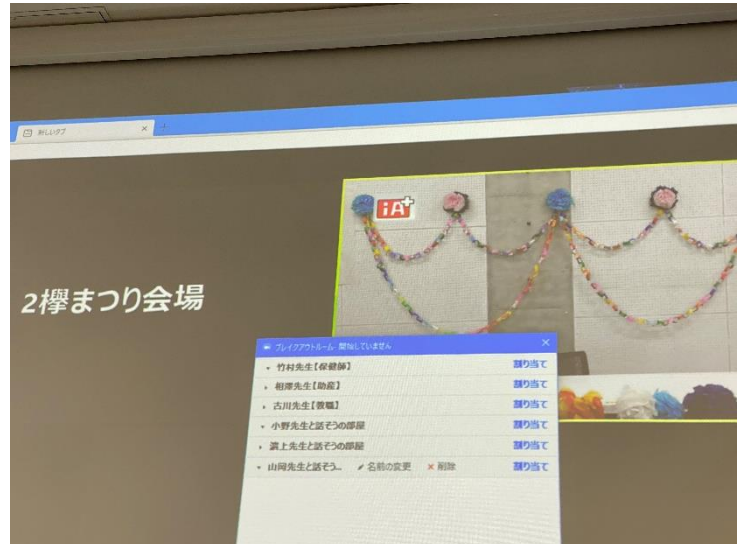 新しいタブ
iA+
2欅まつり会場
ブレイクアウトルーム - 開始していません
竹村先生【保健師】 割り当て
相澤先生【助産】 割り当て
古川先生【教職】 割り当て
小野先生と話そうの部屋 割り当て
濵上先生と話そうの部屋 割り当て
山岡先生と話そう... 名前の変更 × 削除 割り当て